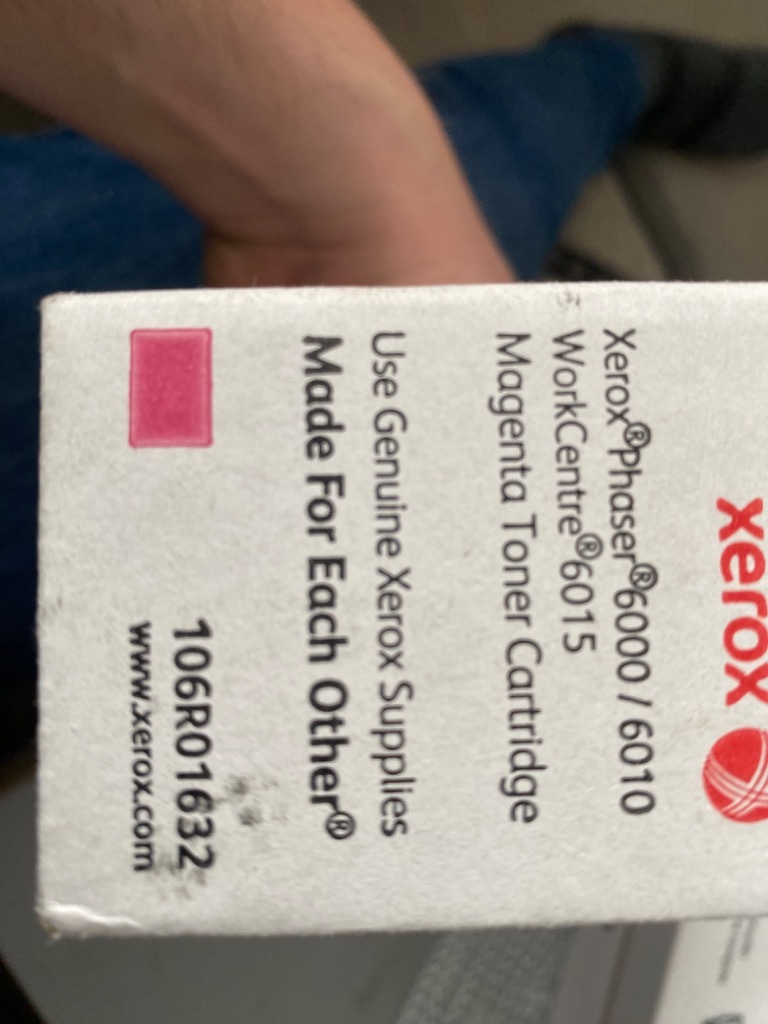 xerox
Xerox®Phaser®6000 / 6010
WorkCentre®6015
Magenta Toner Cartridge
Use Genuine Xerox Supplies
Made For Each Other®
106R01632
www.xerox.com